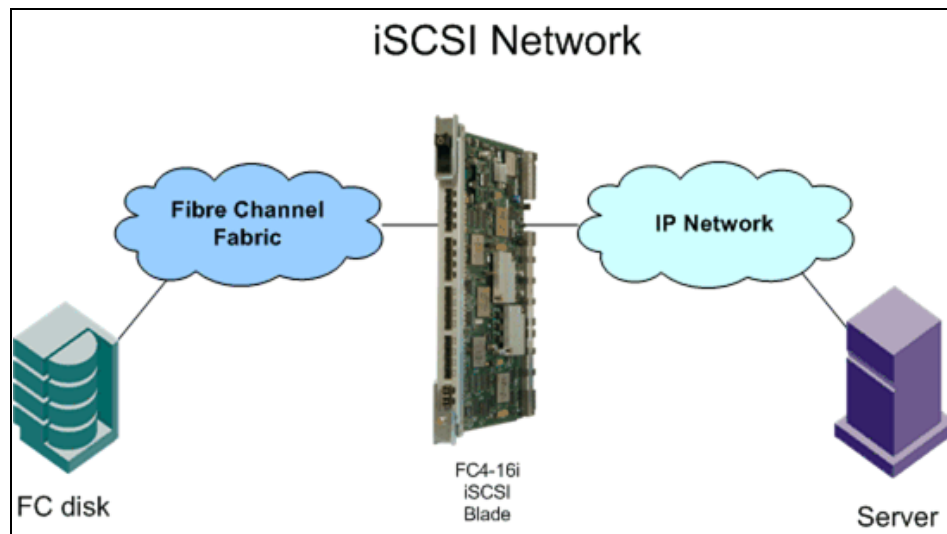 iSCSI Network
Fibre Channel
Fabric
IP Network
FC4-16i
iSCSI
Blade
FC disk
Server